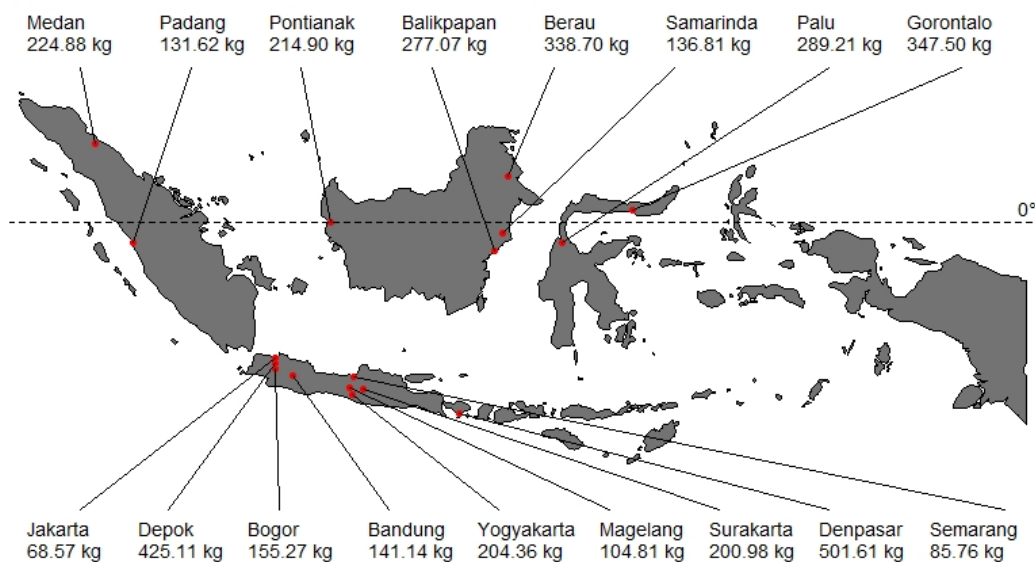 Medan
224.88 kg
Padang
131.62 kg
Pontianak
214.90 kg
Balikpapan
277.07 kg
Berau
338.70 kg
Samarinda
136.81 kg
Palu
289.21 kg
Gorontalo
347.50 kg
0°
Jakarta
68.57 kg
Depok
425.11 kg
Bogor
155.27 kg
Bandung
141.14 kg
Yogyakarta
204.36 kg
Magelang
104.81 kg
Surakarta
200.98 kg
Denpasar
501.61 kg
Semarang
85.76 kg